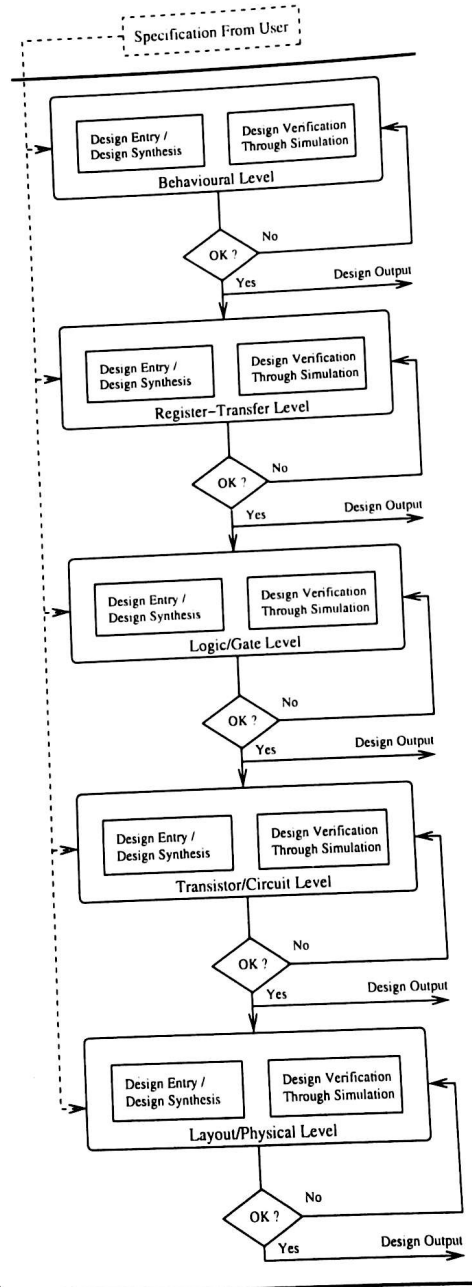 Specification From User
Design Entry /
Design Synthesis
Design Verification
Through Simulation
Behavioural Level
OK ?
No
Yes
Design Output
Design Entry /
Design Synthesis
Design Verification
Through Simulation
Register-Transfer Level
OK ?
No
Yes
Design Output
Design Entry /
Design Synthesis
Design Verification
Through Simulation
Logic/Gate Level
OK ?
No
Yes
Design Output
Design Entry /
Design Synthesis
Design Verification
Through Simulation
Transistor/Circuit Level
OK ?
No
Yes
Design Output
Design Entry /
Design Synthesis
Design Verification
Through Simulation
Layout/Physical Level
OK ?
No
Yes
Design Output